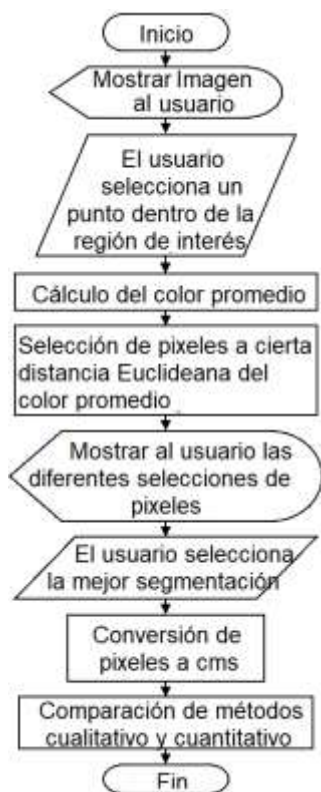 Inicio
Mostrar Imagen
al usuario
El usuario
selecciona un
punto dentro de la
región de interés
Cálculo del color promedio
Selección de pixeles a cierta
distancia Euclideana del
color promedio
Mostrar al usuario las
diferentes selecciones de
pixeles
El usuario selecciona
la mejor segmentación
Conversión de
pixeles a cms
Comparación de métodos
cualitativo y cuantitativo
Fin